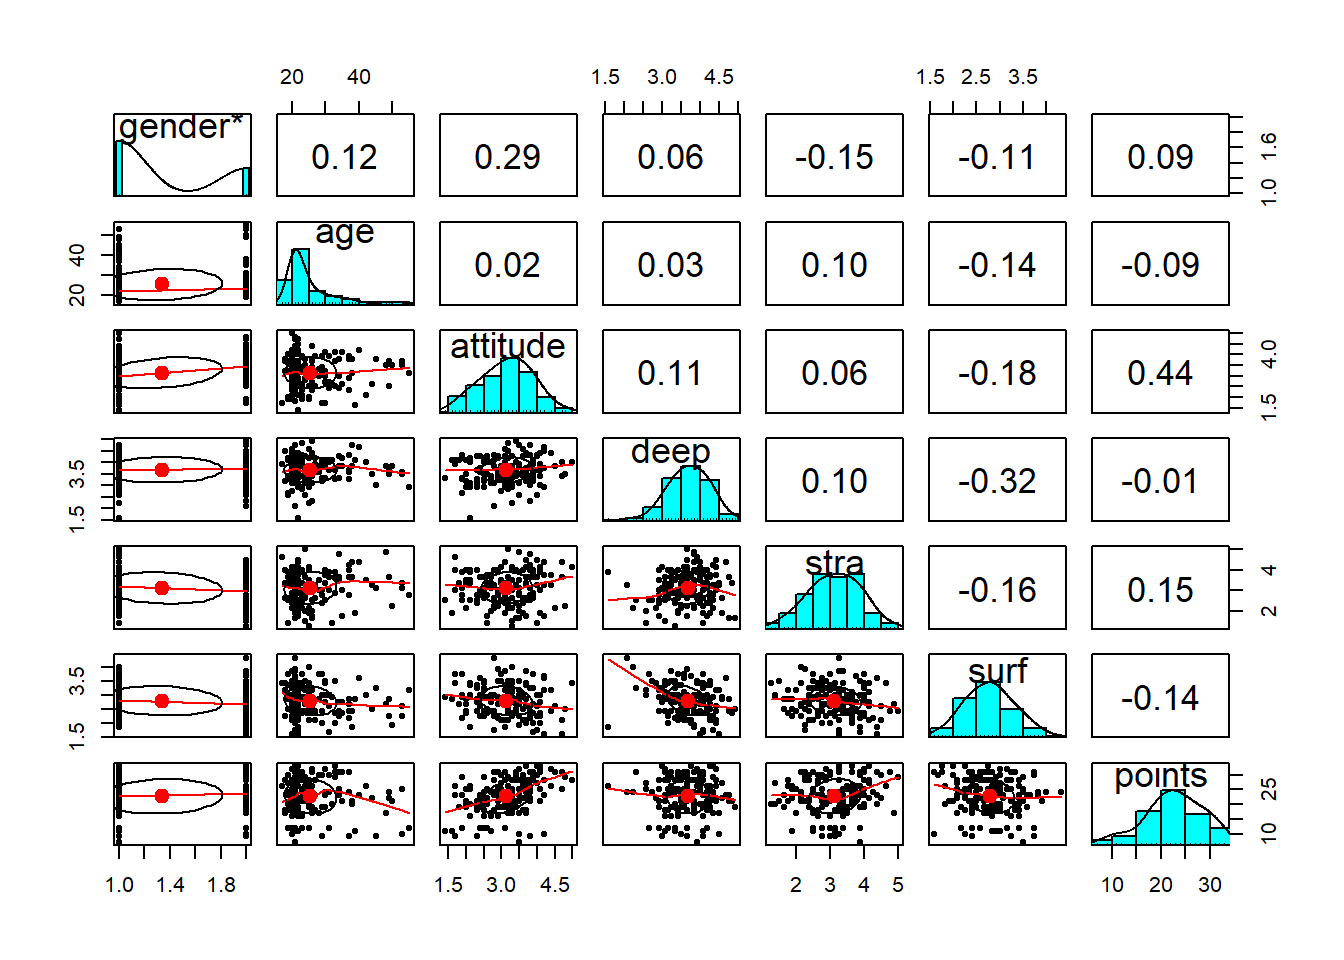 20 40 1.5 3.0 4.5 1.5 2.5 3.5
gender* 0.12 0.29 0.06 -0.15 -0.11 0.09 1.0 1.6
20 40 age 0.02 0.03 0.10 -0.14 -0.09
attitude 0.11 0.06 -0.18 0.44 1.5 4.0
1.5 3.5 deep 0.10 -0.32 -0.01
stra -0.16 0.15 2 4
1.5 3.5 surf -0.14
points 10 25
1.0 1.4 1.8 1.5 3.0 4.5 2 3 4 5 10 20 30